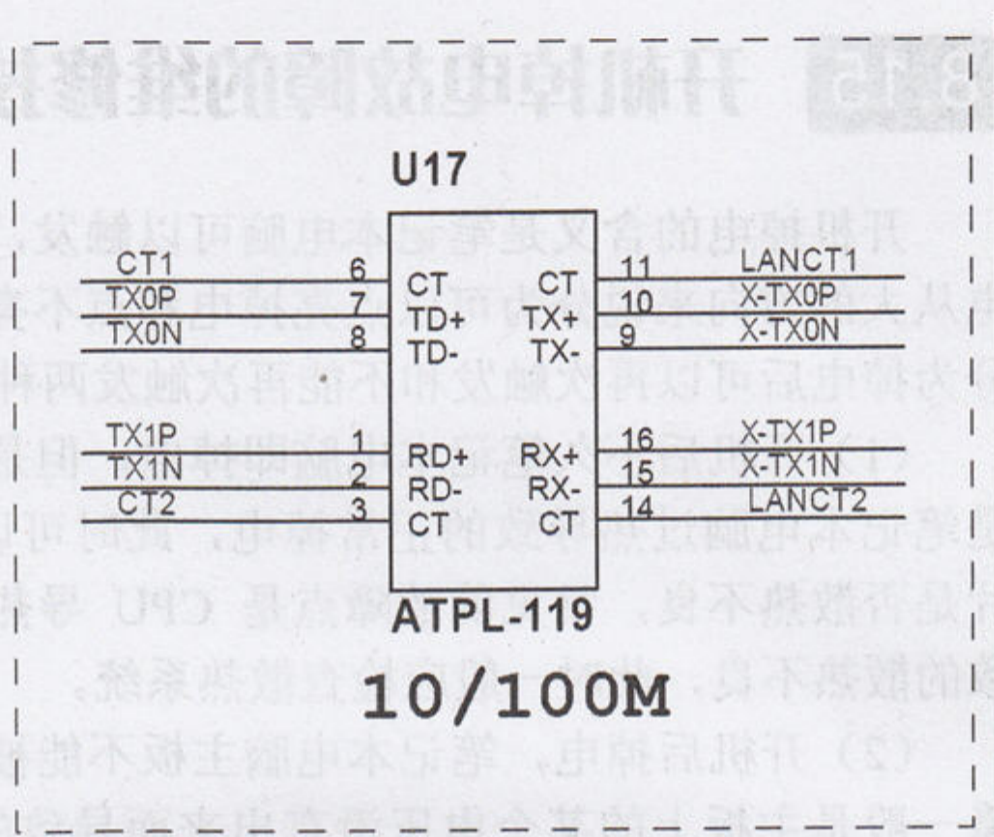 U17
CT1 6 CT CT 11 LANCT1
TX0P 7 TD+ TX+ 10 X-TX0P
TX0N 8 TD- TX- 9 X-TX0N
TX1P 1 RD+ RX+ 16 X-TX1P
TX1N 2 RD- RX- 15 X-TX1N
CT2 3 CT CT 14 LANCT2
ATPL-119
10/100M